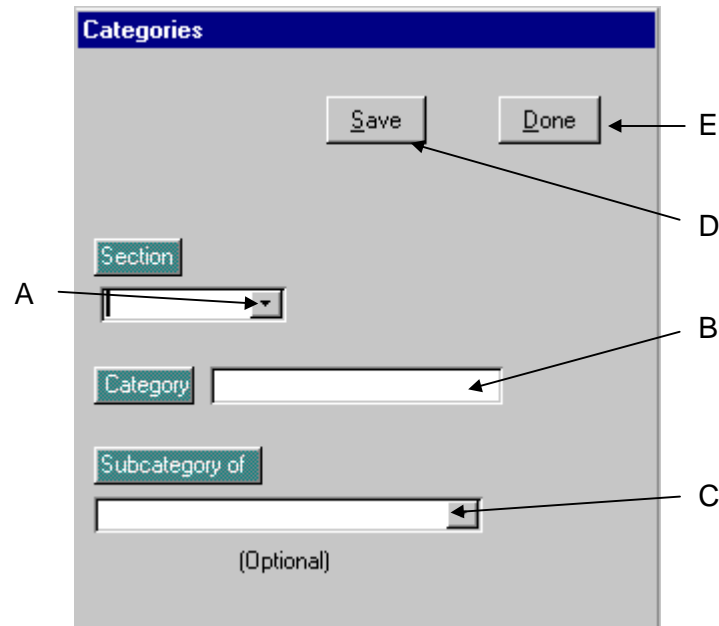 Categories
Save Done E
D
Section
A
B
Category
Subcategory of
C
(Optional)